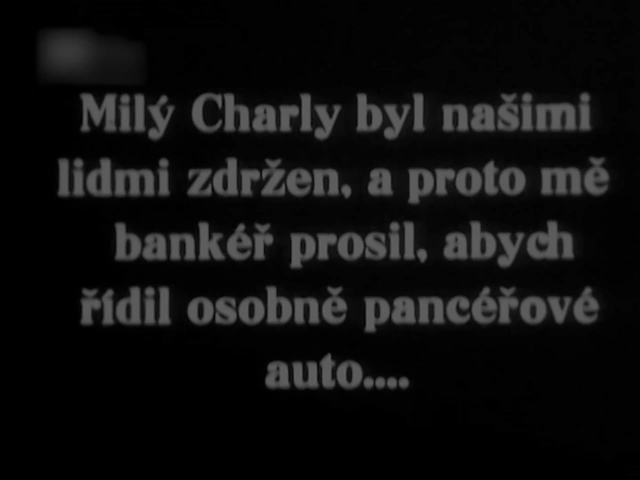 Milý Charly byl našimi
lidmi zdržen, a proto mě
bankéř prosil, abych
řídil osobně pancéřové
auto....